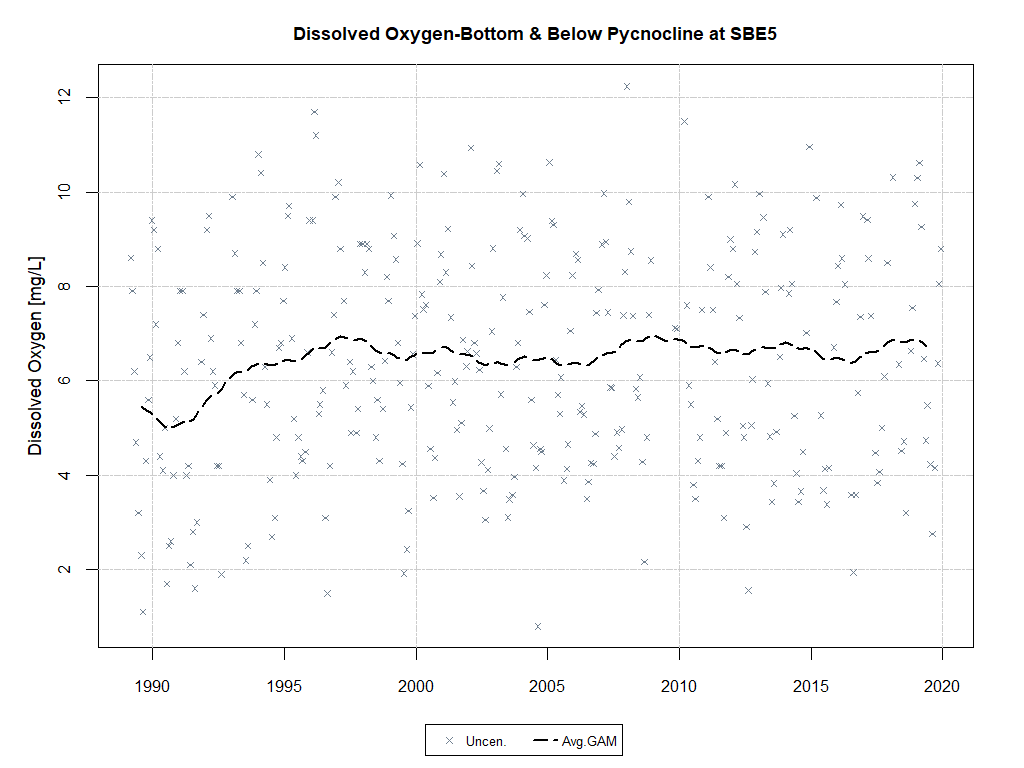 Dissolved Oxygen-Bottom & Below Pycnocline at SBE5
Dissolved Oxygen [mg/L]
12
10
8
6
4
2
1990 1995 2000 2005 2010 2015 2020
Uncen. Avg.GAM